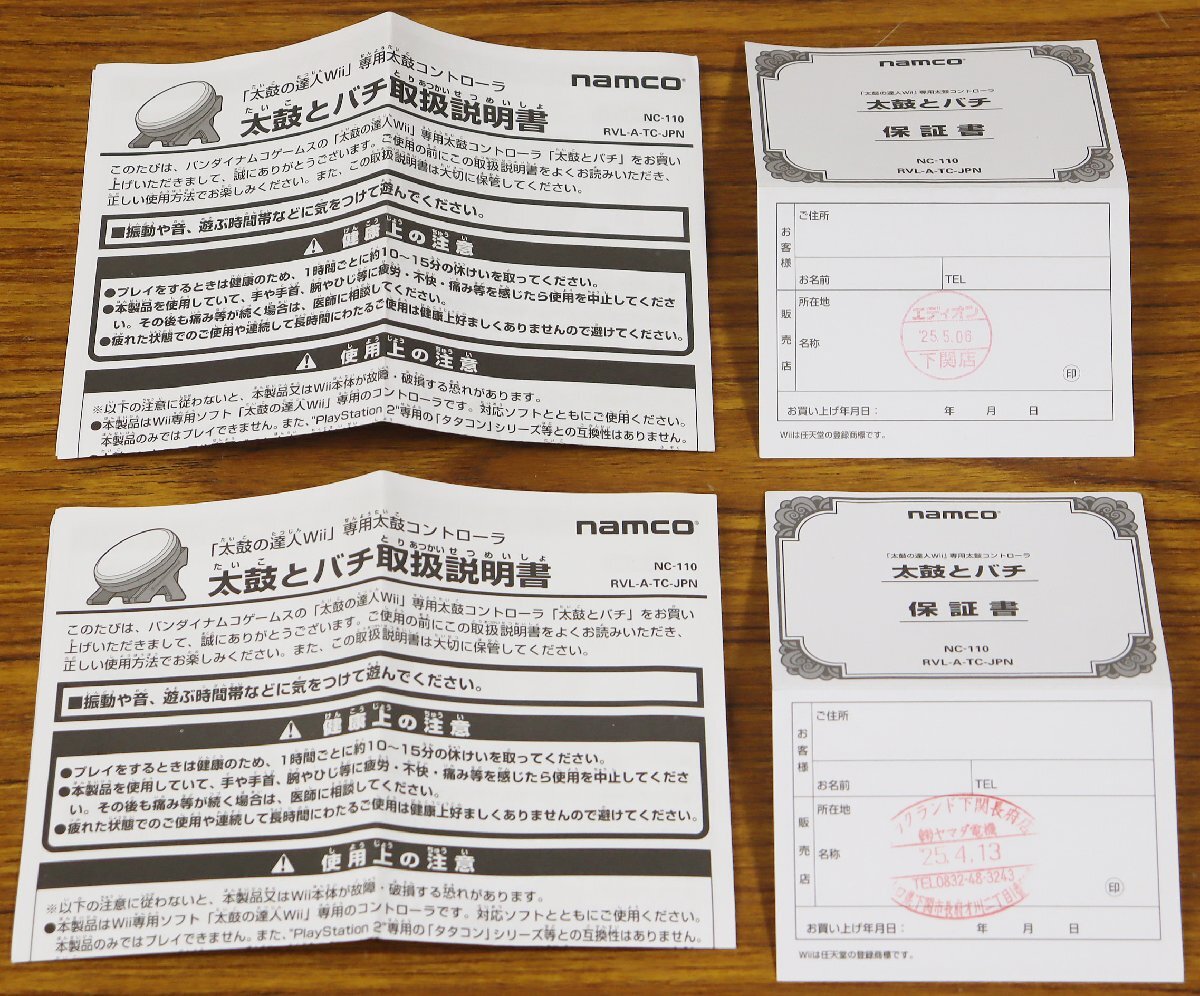 「太鼓の達人Wii」専用太鼓コントローラ
namco
太鼓とバチ取扱説明書
NC-110
RVL-A-TC-JPN
このたびは、バンダイナムコゲームスの「太鼓の達人Wii」専用太鼓コントローラ「太鼓とバチ」をお買い
上げいただきまして、誠にありがとうございます。ご使用の前にこの取扱説明書をよくお読みいただき、
正しい使用方法でお楽しみください。また、この取扱説明書は大切に保管してください。
■振動や音、遊ぶ時間帯などに気をつけて遊んでください。
健康上の注意
●プレイをするときは健康のため、1時間ごとに約10〜15分の休けいを取ってください。
●本製品を使用していて、手や手首、腕やひじ等に疲労・不快・痛み等を感じたら使用を中止してくださ
い。その後も痛み等が続く場合は、医師に相談してください。
●疲れた状態でのご使用や連続して長時間にわたるご使用は健康上好ましくありませんので避けてください。
使用上の注意
※以下の注意に従わないと、本製品又はWii本体が故障・破損する恐れがあります。
●本製品はWii専用ソフト「太鼓の達人Wii」専用のコントローラです。対応ソフトとともにご使用ください。
本製品のみではプレイできません。また、"PlayStation 2"専用の「タタコン」シリーズ等との互換性はありません。
namco
「太鼓の達人Wii」専用太鼓コントローラ
太鼓とバチ
保証書
NC-110
RVL-A-TC-JPN
お客様
ご住所
お名前
TEL
販売店
所在地
名称
エディオン
'25.5.06
下関店
印
お買い上げ年月日： 年 月 日
Wiiは任天堂の登録商標です。
「太鼓の達人Wii」専用太鼓コントローラ
namco
太鼓とバチ取扱説明書
NC-110
RVL-A-TC-JPN
このたびは、バンダイナムコゲームスの「太鼓の達人Wii」専用太鼓コントローラ「太鼓とバチ」をお買い
上げいただきまして、誠にありがとうございます。ご使用の前にこの取扱説明書をよくお読みいただき、
正しい使用方法でお楽しみください。また、この取扱説明書は大切に保管してください。
■振動や音、遊ぶ時間帯などに気をつけて遊んでください。
健康上の注意
●プレイをするときは健康のため、1時間ごとに約10〜15分の休けいを取ってください。
●本製品を使用していて、手や手首、腕やひじ等に疲労・不快・痛み等を感じたら使用を中止してくださ
い。その後も痛み等が続く場合は、医師に相談してください。
●疲れた状態でのご使用や連続して長時間にわたるご使用は健康上好ましくありませんので避けてください。
使用上の注意
※以下の注意に従わないと、本製品又はWii本体が故障・破損する恐れがあります。
●本製品はWii専用ソフト「太鼓の達人Wii」専用のコントローラです。対応ソフトとともにご使用ください。
本製品のみではプレイできません。また、"PlayStation 2"専用の「タタコン」シリーズ等との互換性はありません。
namco
「太鼓の達人Wii」専用太鼓コントローラ
太鼓とバチ
保証書
NC-110
RVL-A-TC-JPN
お客様
ご住所
お名前
TEL
販売店
所在地
名称
クランド下関長府店
㈱ヤマダ電機
'25.4.13
TEL0832-48-3243
下関市長府才川二丁目
印
お買い上げ年月日： 年 月 日
Wiiは任天堂の登録商標です。